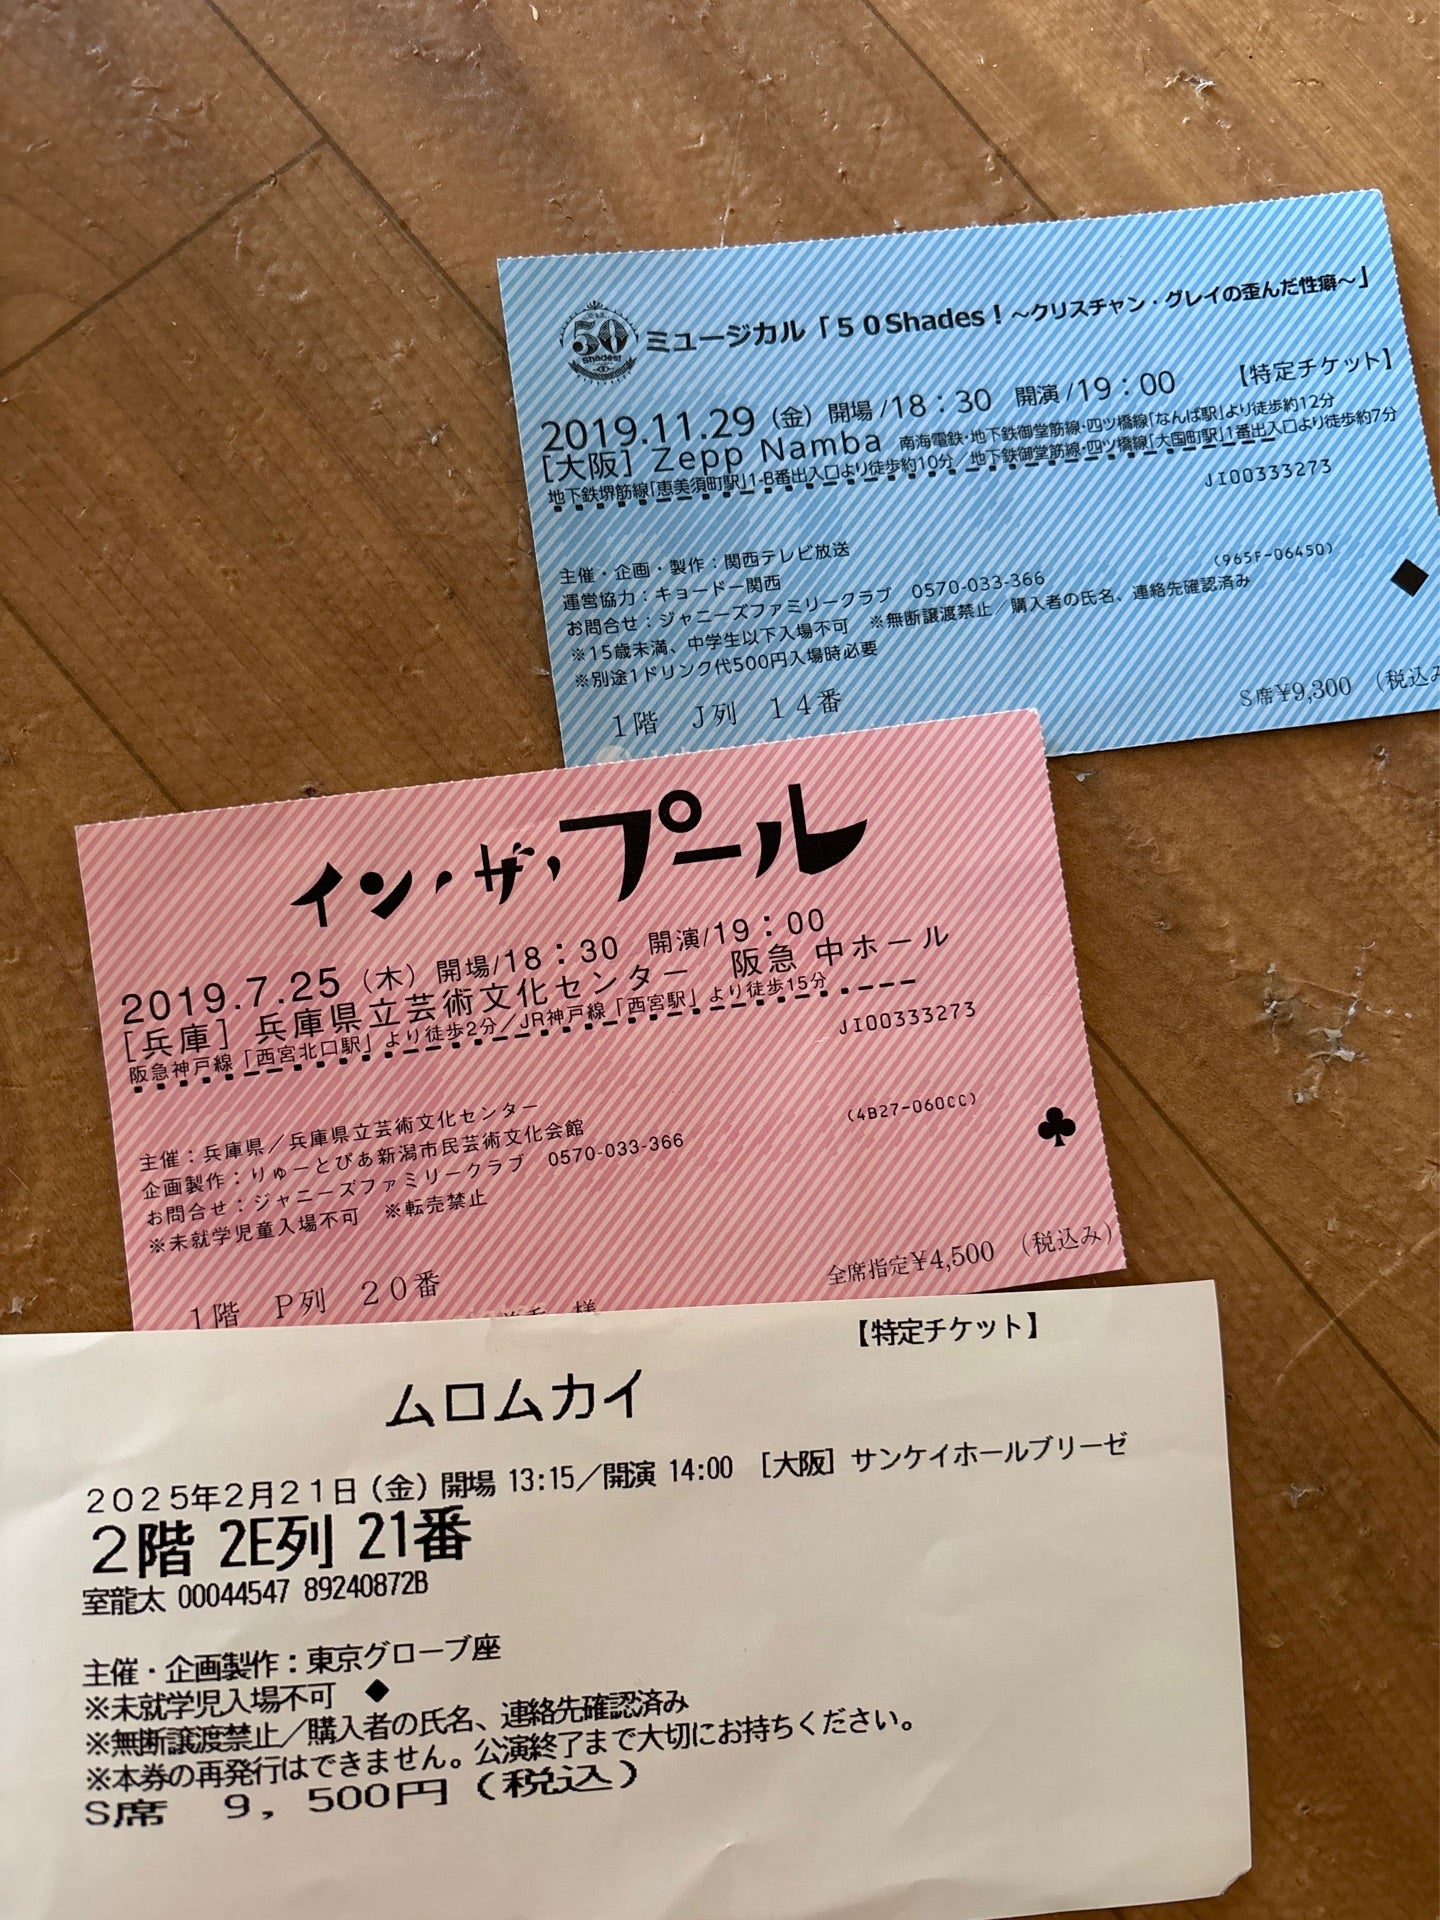 50
Shades!
ミュージカル「５０Shades！～クリスチャン・グレイの歪んだ性癖～」
【特定チケット】
2019.11.29（金）開場/18：30　開演/19：00
［大阪］Zepp Namba　南海電鉄・地下鉄御堂筋線・四ツ橋線「なんば駅」より徒歩約12分
地下鉄堺筋線「恵美須町駅」1-B番出入口より徒歩約10分／地下鉄御堂筋線・四ツ橋線「大国町駅」1番出入口より徒歩約7分
JI00333273
主催・企画・製作：関西テレビ放送
運営協力：キョードー関西
(965F-06450)
お問合せ：ジャニーズファミリークラブ　0570-033-366
※15歳未満、中学生以下入場不可　※無断譲渡禁止／購入者の氏名、連絡先確認済み
※別途1ドリンク代500円入場時必要
１階　Ｊ列　１４番
S席¥9,300　（税込み
イン・ザ・プール
2019.7.25（木）開場/18：30　開演/19：00
［兵庫］兵庫県立芸術文化センター　阪急 中ホール
阪急神戸線「西宮北口駅」より徒歩2分／JR神戸線「西宮駅」より徒歩15分
JI00333273
主催：兵庫県／兵庫県立芸術文化センター
(4B27-060CC)
企画製作：りゅーとぴあ新潟市民芸術文化会館
お問合せ：ジャニーズファミリークラブ　0570-033-366
※未就学児童入場不可　※転売禁止
全席指定¥4,500　（税込み）
１階　Ｐ列　２０番
様
【特定チケット】
ムロムカイ
２０２５年２月２１日（金）開場 13:15／開演 14:00　［大阪］サンケイホールブリーゼ
２階 2E列 21番
室龍太 00044547 89240872B
主催・企画製作：東京グローブ座
※未就学児入場不可　◆
※無断譲渡禁止／購入者の氏名、連絡先確認済み
※本券の再発行はできません。公演終了まで大切にお持ちください。
S席　９，５００円（税込）